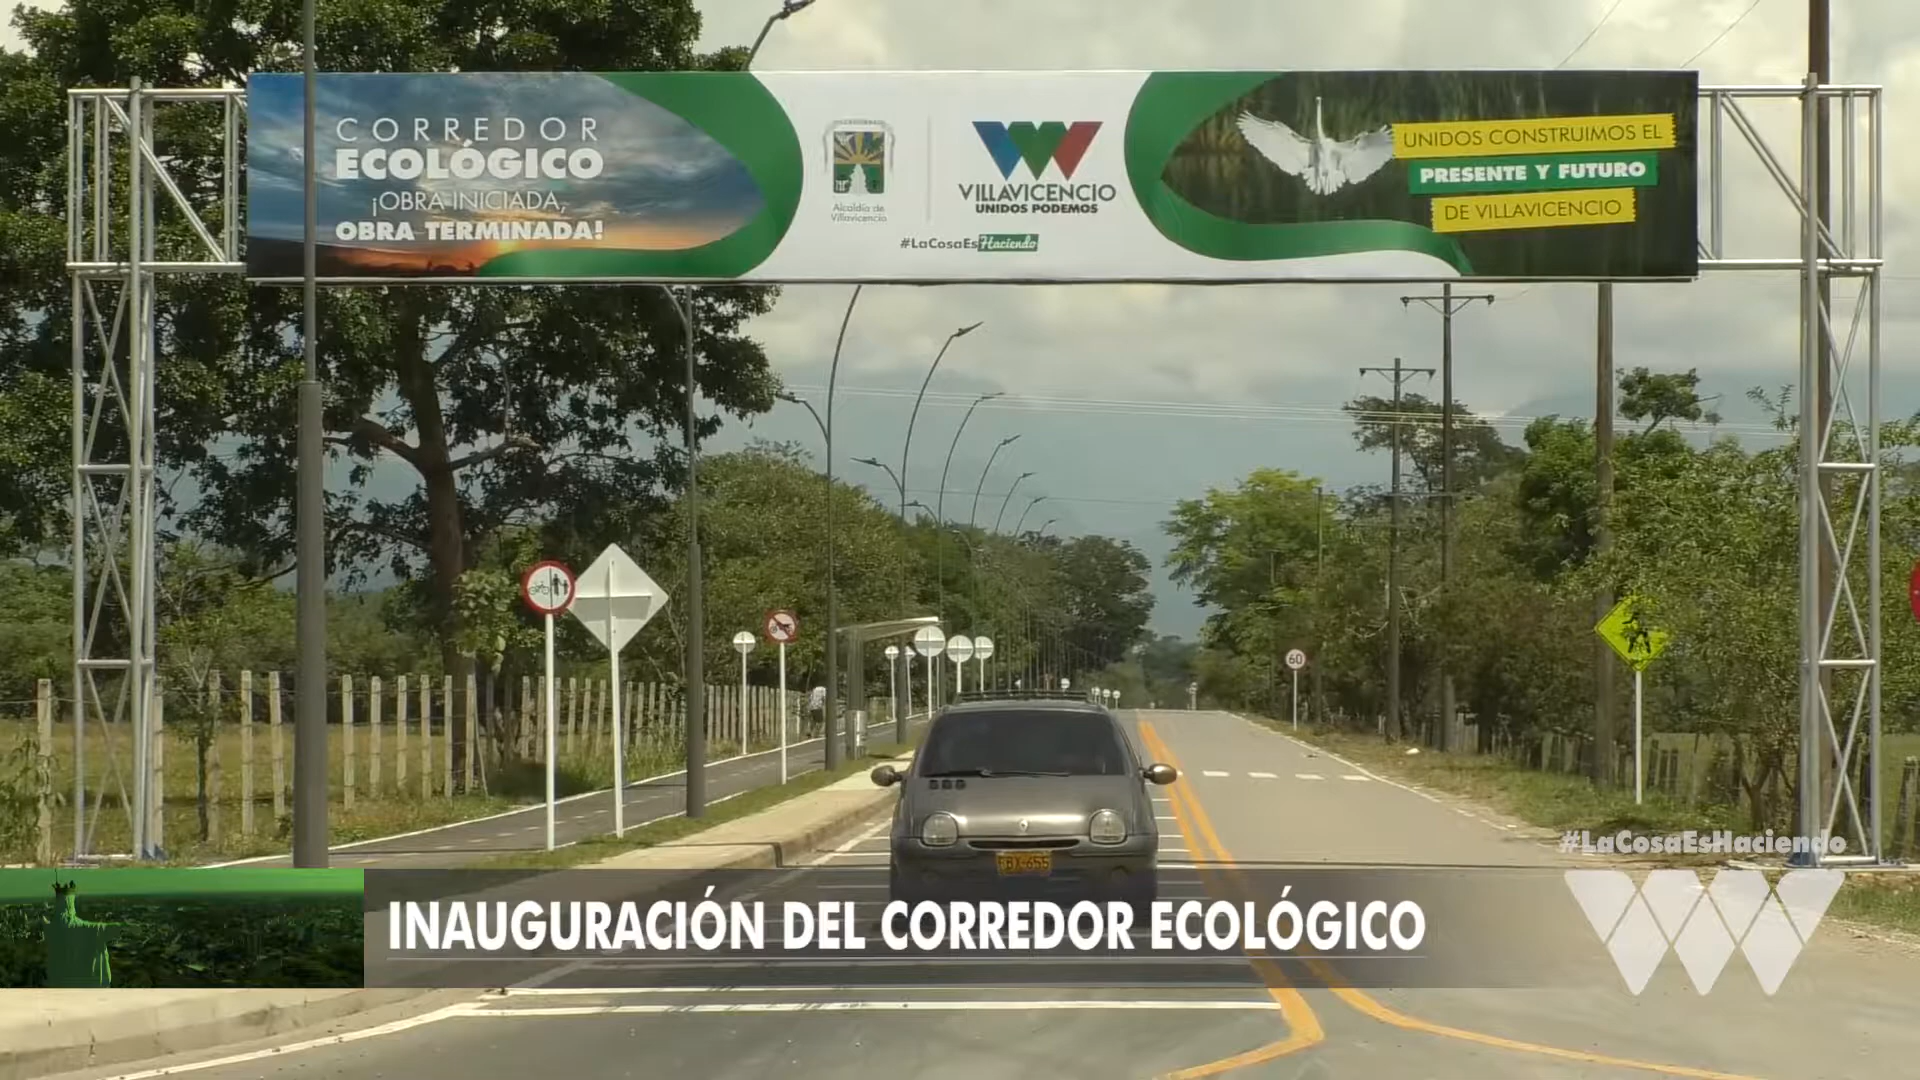 CORREDOR
ECOLÓGICO
¡OBRA INICIADA,
OBRA TERMINADA!
Alcaldía de
Villavicencio
VILLAVICENCIO
UNIDOS PODEMOS
#LaCosaEsHaciendo
UNIDOS CONSTRUIMOS EL
PRESENTE Y FUTURO
DE VILLAVICENCIO
60
#LaCosaEsHaciendo
INAUGURACIÓN DEL CORREDOR ECOLÓGICO